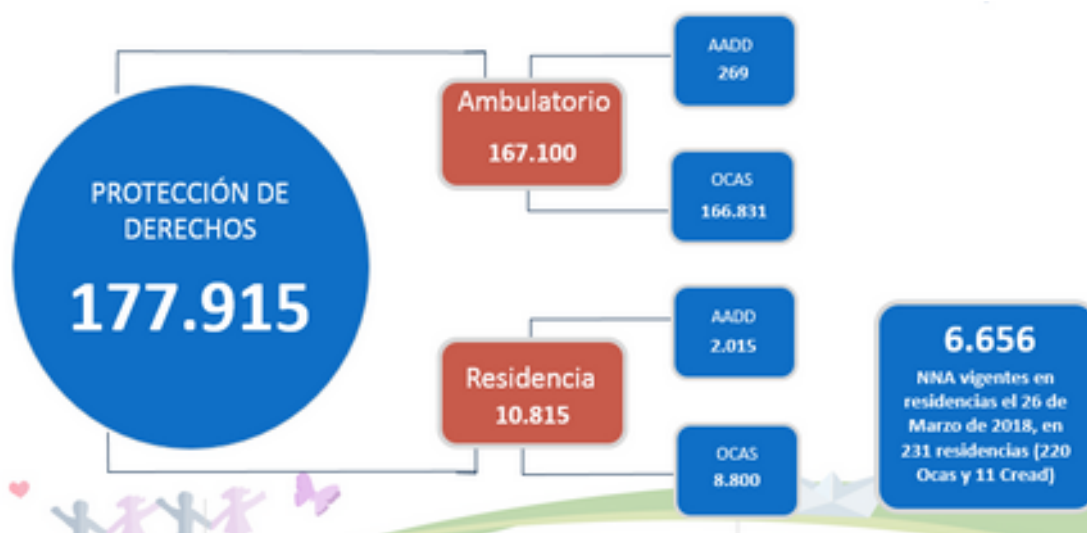 PROTECCIÓN DE
DERECHOS
177.915
Ambulatorio
167.100
AADD
269
OCAS
166.831
Residencia
10.815
AADD
2.015
OCAS
8.800
6.656
NNA vigentes en
residencias el 26 de
Marzo de 2018, en
231 residencias (220
Ocas y 11 Cread)